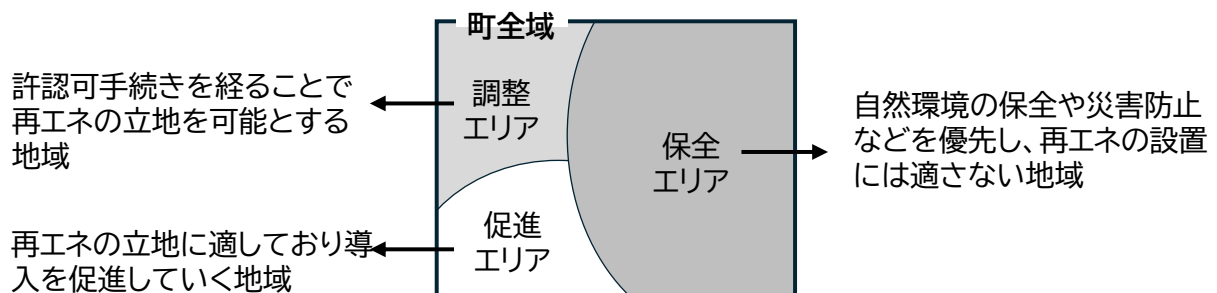 町全域
許認可手続きを経ることで
再エネの立地を可能とする
地域
調整
エリア
保全
エリア
自然環境の保全や災害防止
などを優先し、再エネの設置
には適さない地域
再エネの立地に適しており導
入を促進していく地域
促進
エリア